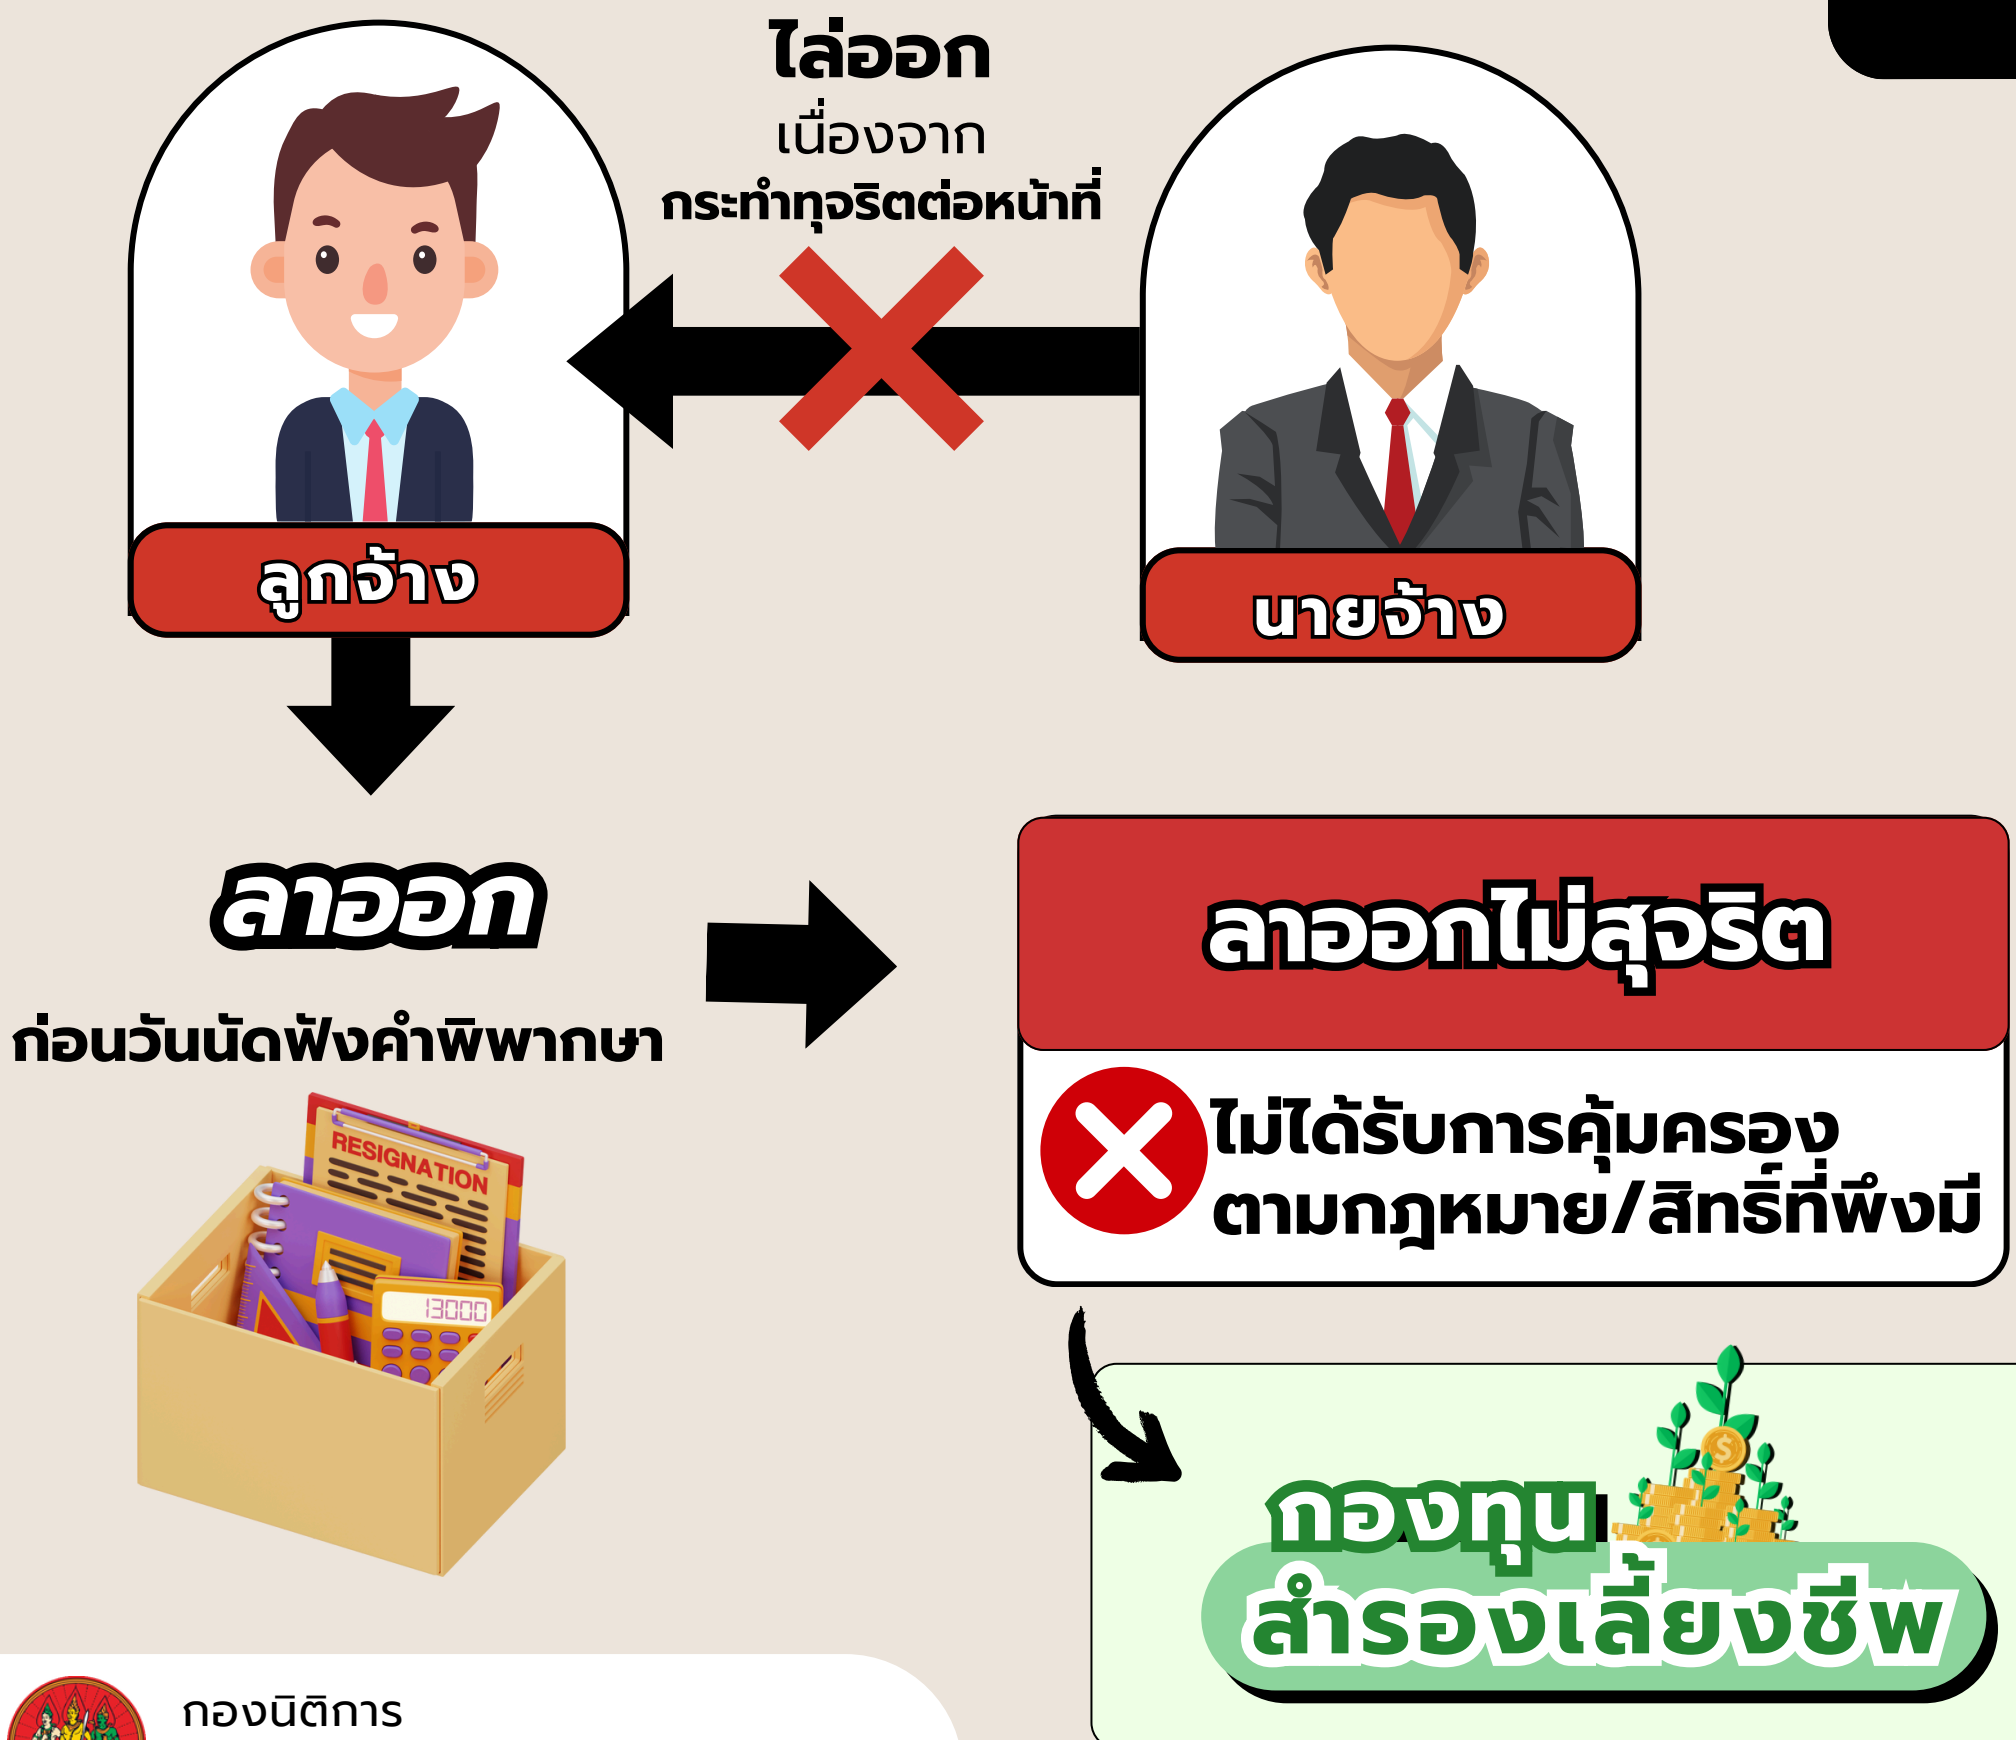 ไล่ออก
เนื่องจาก
กระทำทุจริตต่อหน้าที่
ลูกจ้าง
นายจ้าง
ลาออก
ก่อนวันนัดฟังคำพิพากษา
RESIGNATION
13000
ลาออกไม่สุจริต
ไม่ได้รับการคุ้มครอง
ตามกฎหมาย/สิทธิ์ที่พึงมี
กองทุน
สำรองเลี้ยงชีพ
กองนิติการ